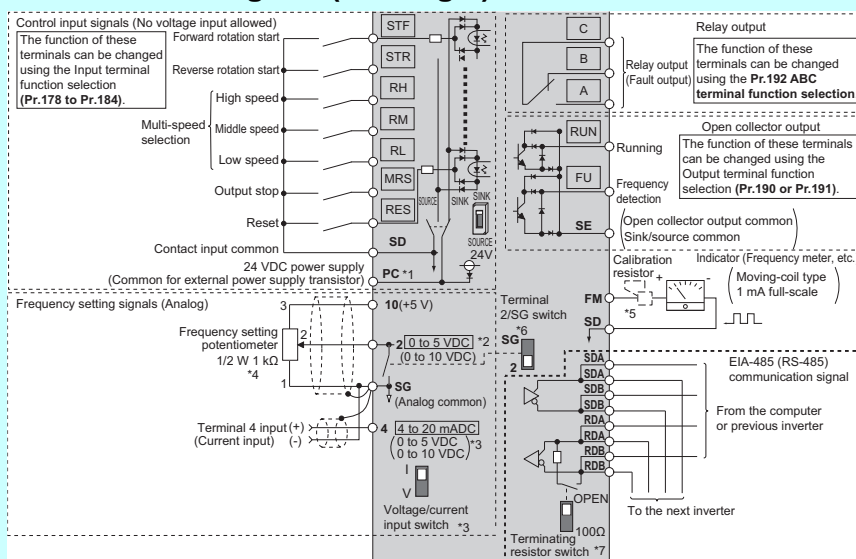 Control input signals (No voltage input allowed)
The function of these
terminals can be changed
using the Input terminal
function selection
(Pr.178 to Pr.184).
Forward rotation start
Reverse rotation start
High speed
Multi-speed
selection
Middle speed
Low speed
Output stop
Reset
Contact input common
24 VDC power supply
(Common for external power supply transistor)
STF
STR
RH
RM
RL
MRS
RES
SOURCE
SINK
SINK
SOURCE
24V
SD
PC *1
Relay output
C
B
A
Relay output
(Fault output)
The function of these
terminals can be changed
using the Pr.192 ABC
terminal function selection
Open collector output
RUN
Running
FU
Frequency
detection
SE
The function of these terminals
can be changed using the
Output terminal function
selection (Pr.190 or Pr.191).
(Open collector output common
Sink/source common)
Frequency setting signals (Analog)
3
2
1
Frequency setting
potentiometer
1/2 W 1 kΩ
*4
10(+5 V)
2 0 to 5 VDC *2
(0 to 10 VDC)
SG
(Analog common)
Terminal 4 input (+)
(Current input) (-)
4 4 to 20 mADC
(0 to 5 VDC
0 to 10 VDC) *3
I
V
Voltage/current
input switch *3
Terminal
2/SG switch
*6
SG
2
Calibration
resistor
Indicator (Frequency meter, etc.)
+
-
(Moving-coil type
1 mA full-scale)
FM
*5
SD
SDA
SDA
SDB
SDB
RDA
RDA
RDB
RDB
EIA-485 (RS-485)
communication signal
From the computer
or previous inverter
To the next inverter
OPEN
100Ω
Terminating
resistor switch *7